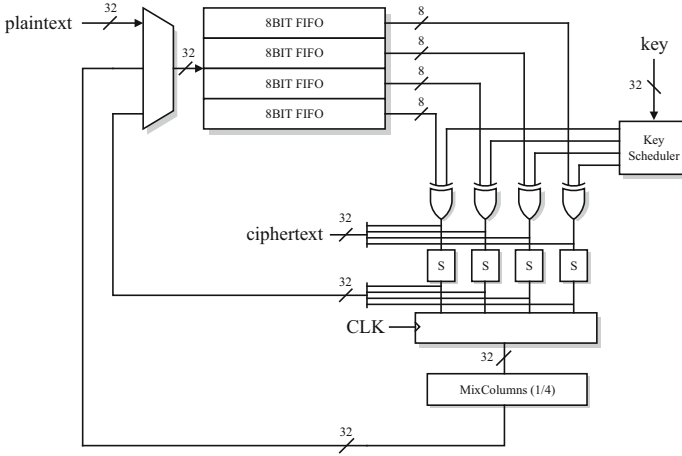 plaintext
32
32
8BIT FIFO
8BIT FIFO
8BIT FIFO
8BIT FIFO
8
8
8
8
key
32
Key
Scheduler
ciphertext
32
S
S
S
S
32
CLK
32
MixColumns (1/4)
32